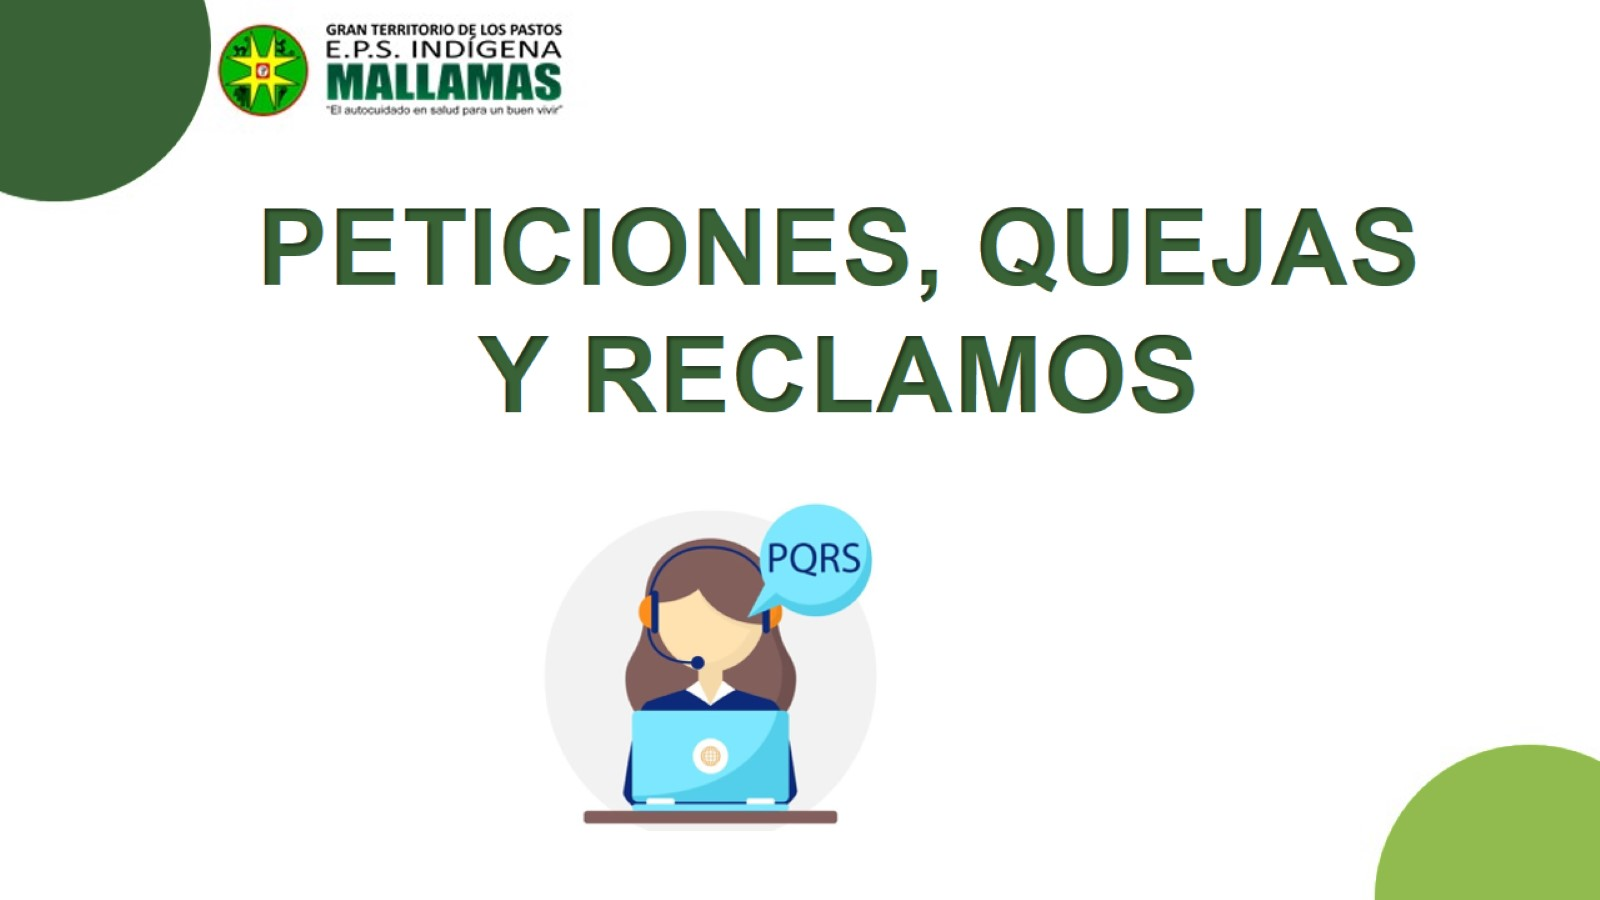 GRAN TERRITORIO DE LOS PASTOS
E.P.S. INDÍGENA
MALLAMAS
"El autocuidado en salud para un buen vivir"
PETICIONES, QUEJAS
Y RECLAMOS
PQRS